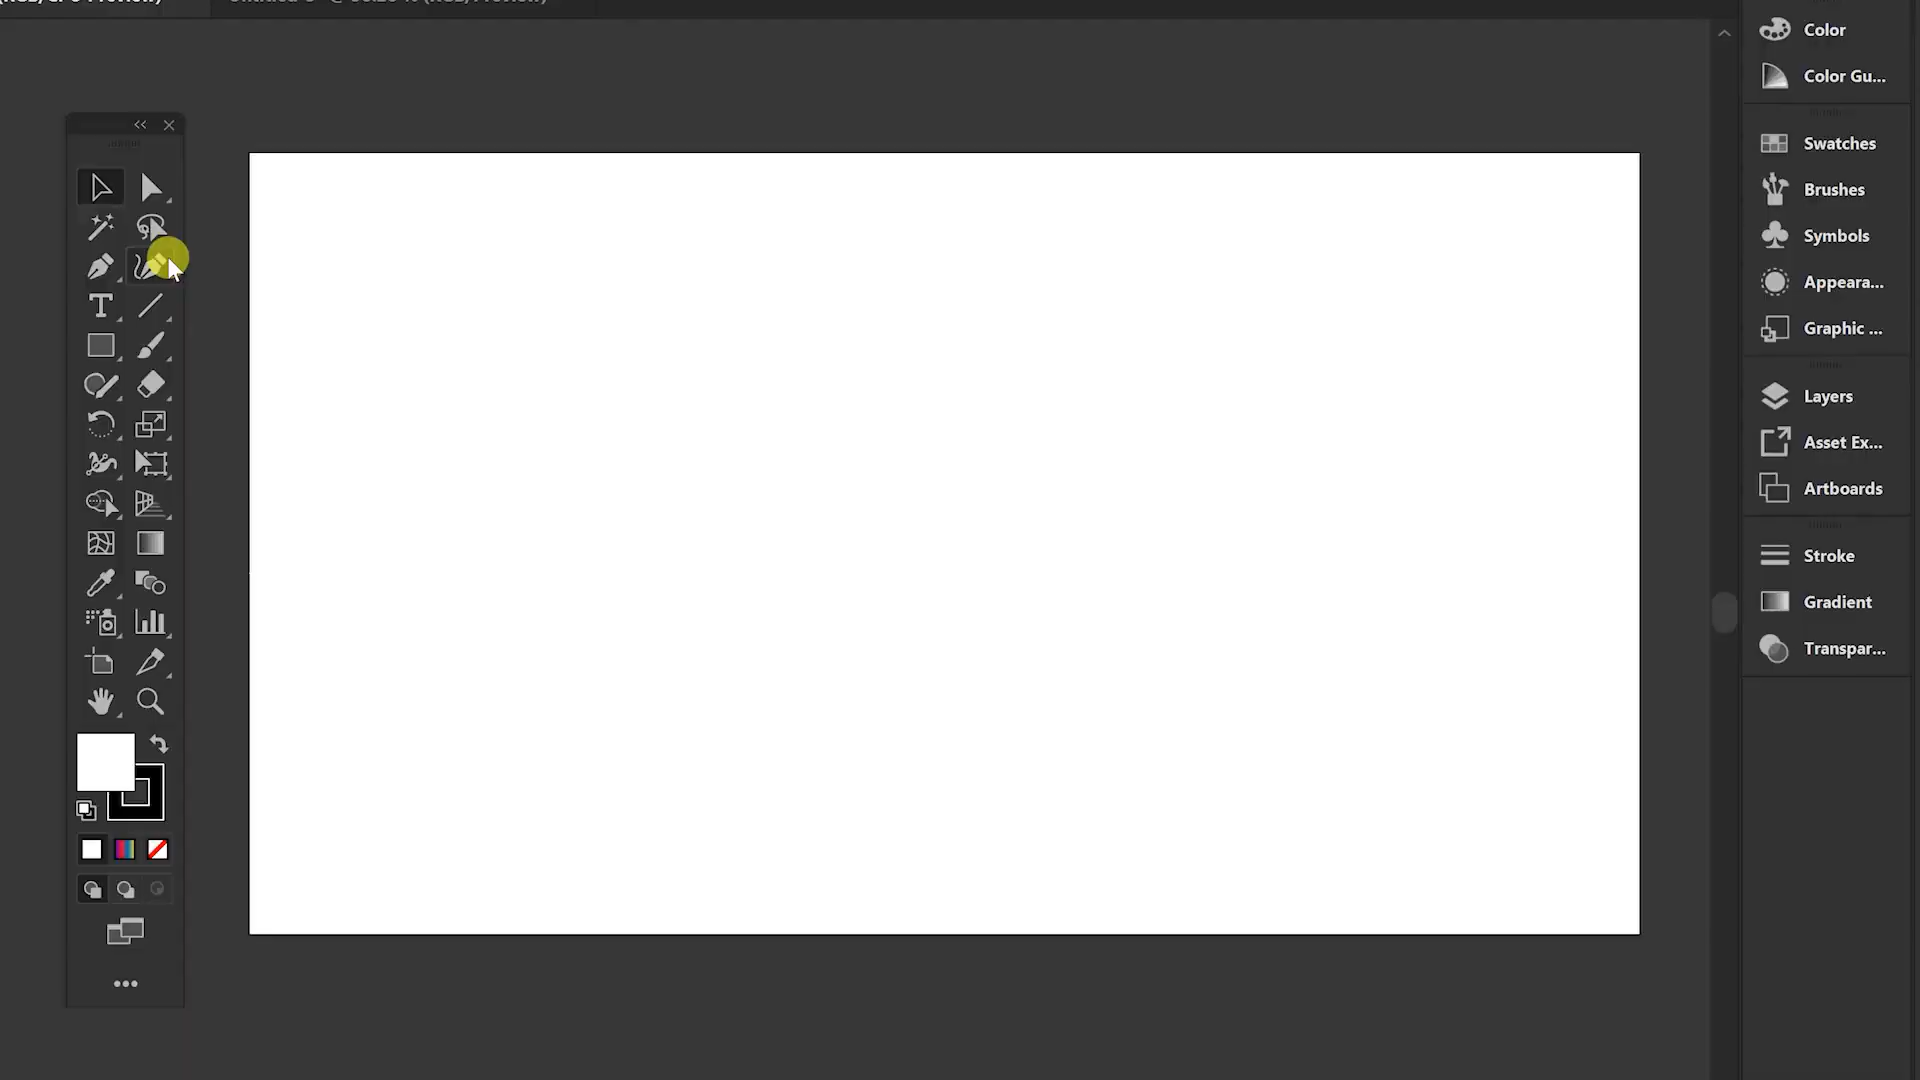 Color
Color Gu...
Swatches
Brushes
Symbols
Appeara...
Graphic ...
Layers
Asset Ex...
Artboards
Stroke
Gradient
Transpar...